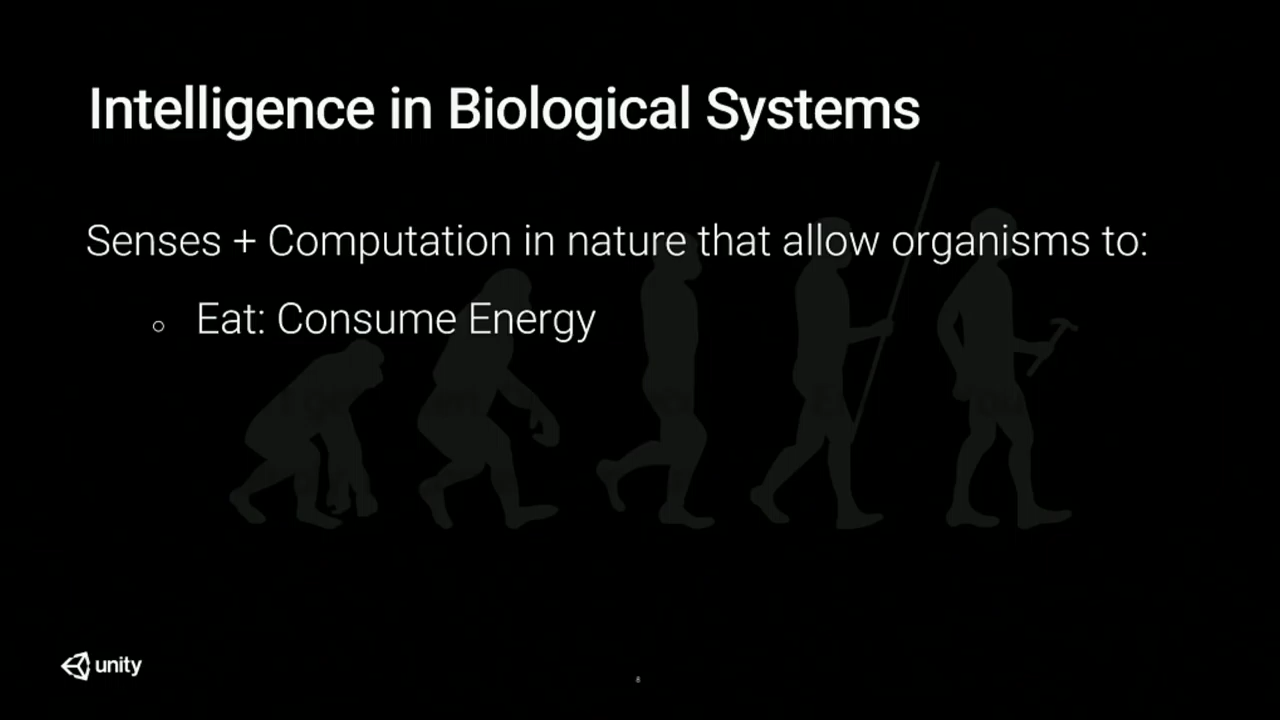 Intelligence in Biological Systems
Senses + Computation in nature that allow organisms to:
Eat: Consume Energy
unity